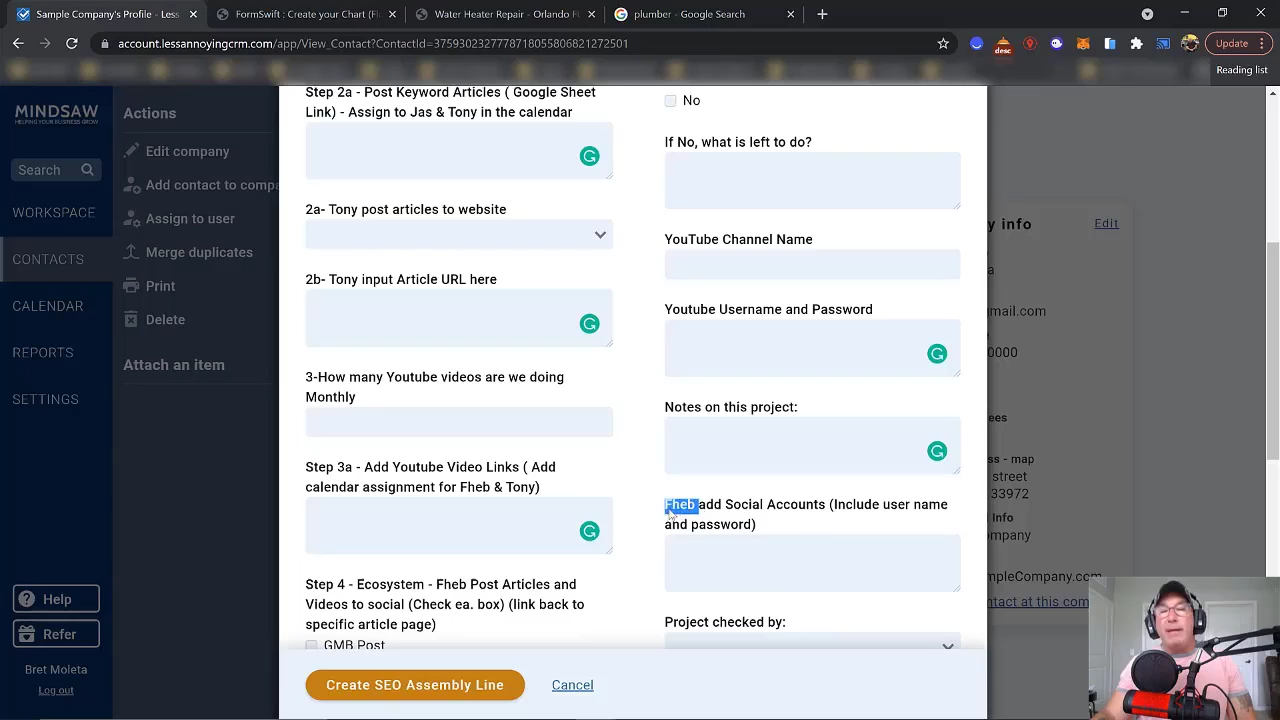 Sample Company's Profile - Less
FormSwift : Create your Chart (Fl
Water Heater Repair - Orlando Fl
plumber - Google Search
account.lessannoyingcrm.com/app/View_Contact?ContactId=37593023277787180558068212725​01
Update
Reading list
MINDSAW
HELPING YOUR BUSINESS GROW
Search
WORKSPACE
CONTACTS
CALENDAR
REPORTS
SETTINGS
Help
Refer
Bret Moleta
Log out
Actions
Edit company
Add contact to compa
Assign to user
Merge duplicates
Print
Delete
Attach an item
Step 2a - Post Keyword Articles ( Google Sheet
Link) - Assign to Jas & Tony in the calendar
2a- Tony post articles to website
2b- Tony input Article URL here
3-How many Youtube videos are we doing
Monthly
Step 3a - Add Youtube Video Links ( Add
calendar assignment for Fheb & Tony)
Step 4 - Ecosystem - Fheb Post Articles and
Videos to social (Check ea. box) (link back to
specific article page)
GMB Post
No
If No, what is left to do?
YouTube Channel Name
Youtube Username and Password
Notes on this project:
Fheb add Social Accounts (Include user name
and password)
Project checked by:
Create SEO Assembly Line
Cancel
y info
Edit
a
gmail.com
0000
ees
ss - map
street
33972
Info
ompany
mpleCompany.com
ntact at this com